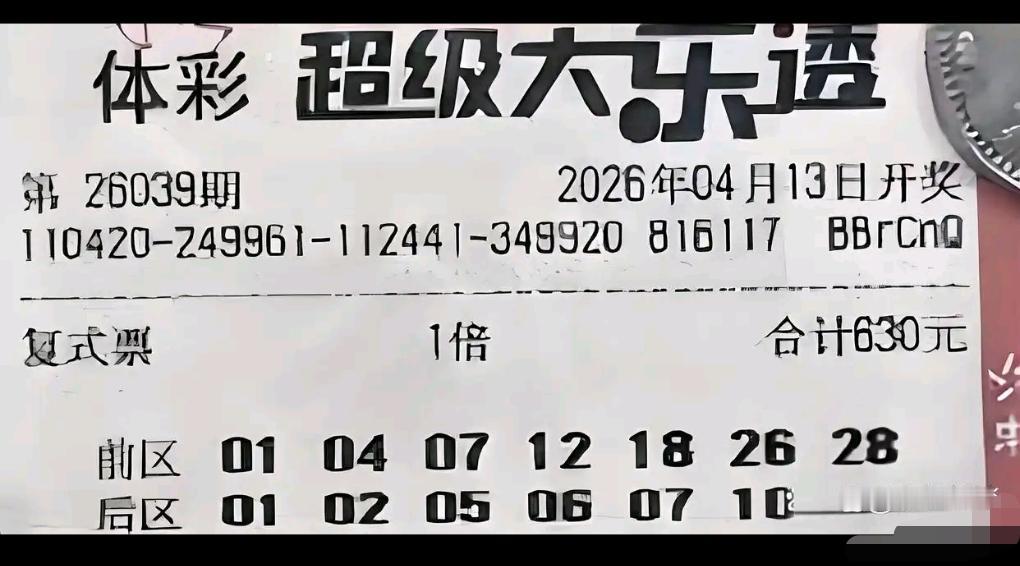 体彩 超级大乐透
第 26039期 2026年04月13日开奖
110420-249961-112441-349920 816117 BBrCnQ
复式票 1倍 合计630元
前区 01 04 07 12 18 26 28
后区 01 02 05 06 07 10